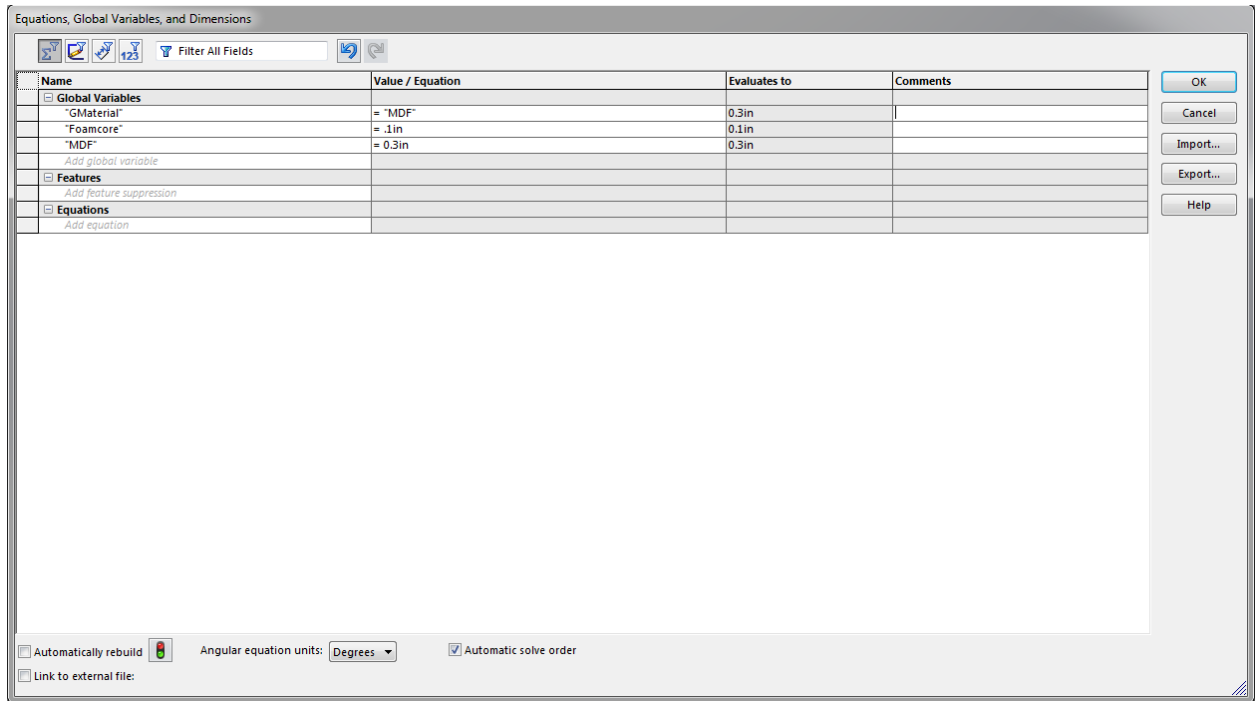 Equations, Global Variables, and Dimensions
Σ 123 Filter All Fields
Name Value / Equation Evaluates to Comments
Global Variables
"GMaterial" = "MDF" 0.3in
"Foamcore" = .1in 0.1in
"MDF" = 0.3in 0.3in
Add global variable
Features
Add feature suppression
Equations
Add equation
OK
Cancel
Import...
Export...
Help
Automatically rebuild Angular equation units: Degrees Automatic solve order
Link to external file: